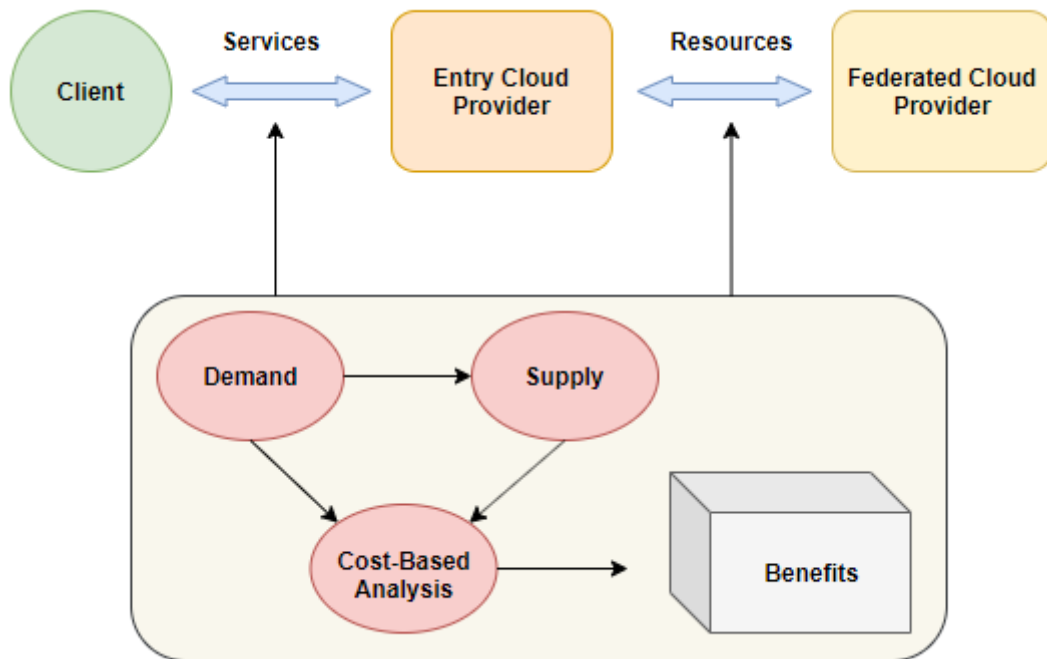 Services
Resources
Client
Entry Cloud
Provider
Federated Cloud
Provider
Demand
Supply
Cost-Based
Analysis
Benefits